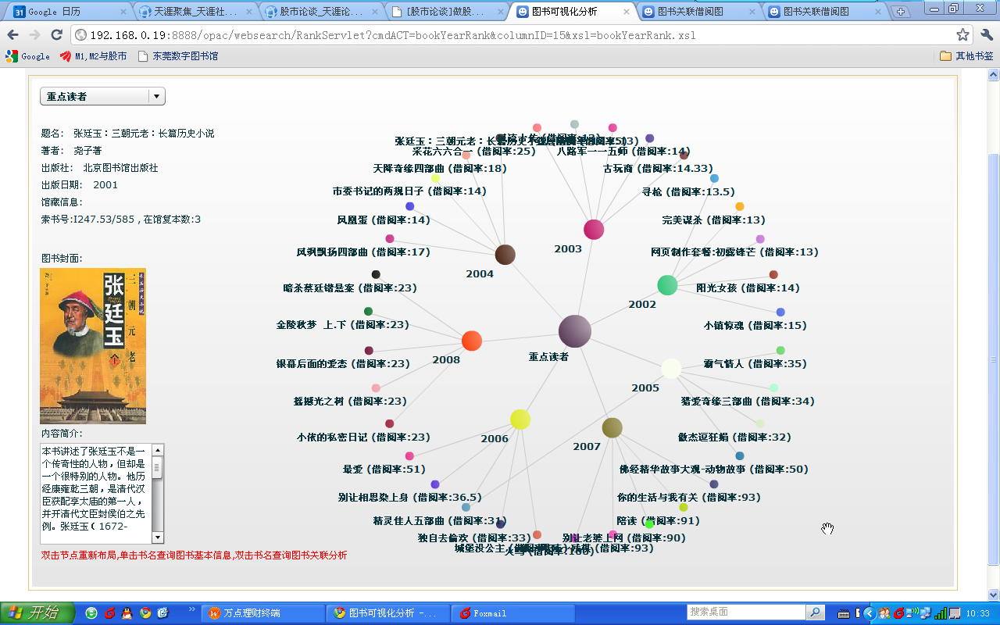 Google 日历
天涯聚焦_天涯社...
股市论谈_天涯论...
[股市论谈]做股...
图书可视化分析
图书关联借阅图
图书关联借阅图
192.168.0.19:8888/opac/websearch/RankServlet?cmdACT=bookYearRank&columnID=15&xsl=bookYearRank.xsl
Google
M1,M2与股市
东莞数字图书馆
其他书签
重点读者
题名: 张廷玉：三朝元老：长篇历史小说
著者: 尧子著
出版社: 北京图书馆出版社
出版日期: 2001
馆藏信息:
索书号:I247.53/585 , 在馆复本数:3
图书封面:
张廷玉
三朝元老
内容简介:
本书讲述了张廷玉不是一
个传奇性的人物，但却是
一个很特别的人物。他历
经康雍乾三朝，是清代汉
臣获配享太庙的第一人，
并开清代文臣封侯伯之先
例。张廷玉（1672-
双击节点重新布局,单击书名查询图书基本信息,双击书名查询图书关联分析
张廷玉：三朝元老：长篇历史
采花六六合一 (借阅率:25)
八路军一一五师 (借阅率:14)
天降奇缘四部曲 (借阅率:18)
古玩商 (借阅率:14.33)
市委书记的两规日子 (借阅率:14)
寻枪 (借阅率:13.5)
凤凰蛋 (借阅率:14)
完美谋杀 (借阅率:13)
2003
风飒飘扬四部曲 (借阅率:17)
网页制作套餐:初露锋芒 (借阅率:13)
2004
暗杀蔡廷锴悬案 (借阅率:23)
阳光女孩 (借阅率:14)
2002
金陵秋梦 上.下 (借阅率:23)
小镇惊魂 (借阅率:15)
重点读者
2008
银幕后面的爱恋 (借阅率:23)
霸气情人 (借阅率:35)
2005
摇撼光之树 (借阅率:23)
猎爱奇缘三部曲 (借阅率:34)
小依的私密日记 (借阅率:23)
傲杰逗狂娟 (借阅率:32)
2006
2007
最爱 (借阅率:51)
佛经精华故事大观-动物故事 (借阅率:50)
别让相思染上身 (借阅率:36.5)
你的生活与我有关 (借阅率:93)
精灵佳人五部曲 (借阅率:31)
陪读 (借阅率:91)
独自去偷欢 (借阅率:33)
别让老婆上网 (借阅率:90)
城堡没公主
残棋 (借阅率:93)
开始
万点理财终端
图书可视化分析 -...
Foxmail
搜索桌面
10:33